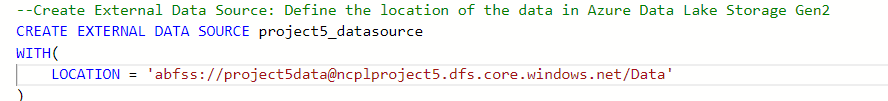 --Create External Data Source: Define the location of the data in Azure Data Lake Storage Gen2
CREATE EXTERNAL DATA SOURCE project5_datasource
WITH(
    LOCATION = 'abfss://project5data@ncplproject5.dfs.core.windows.net/Data'
)